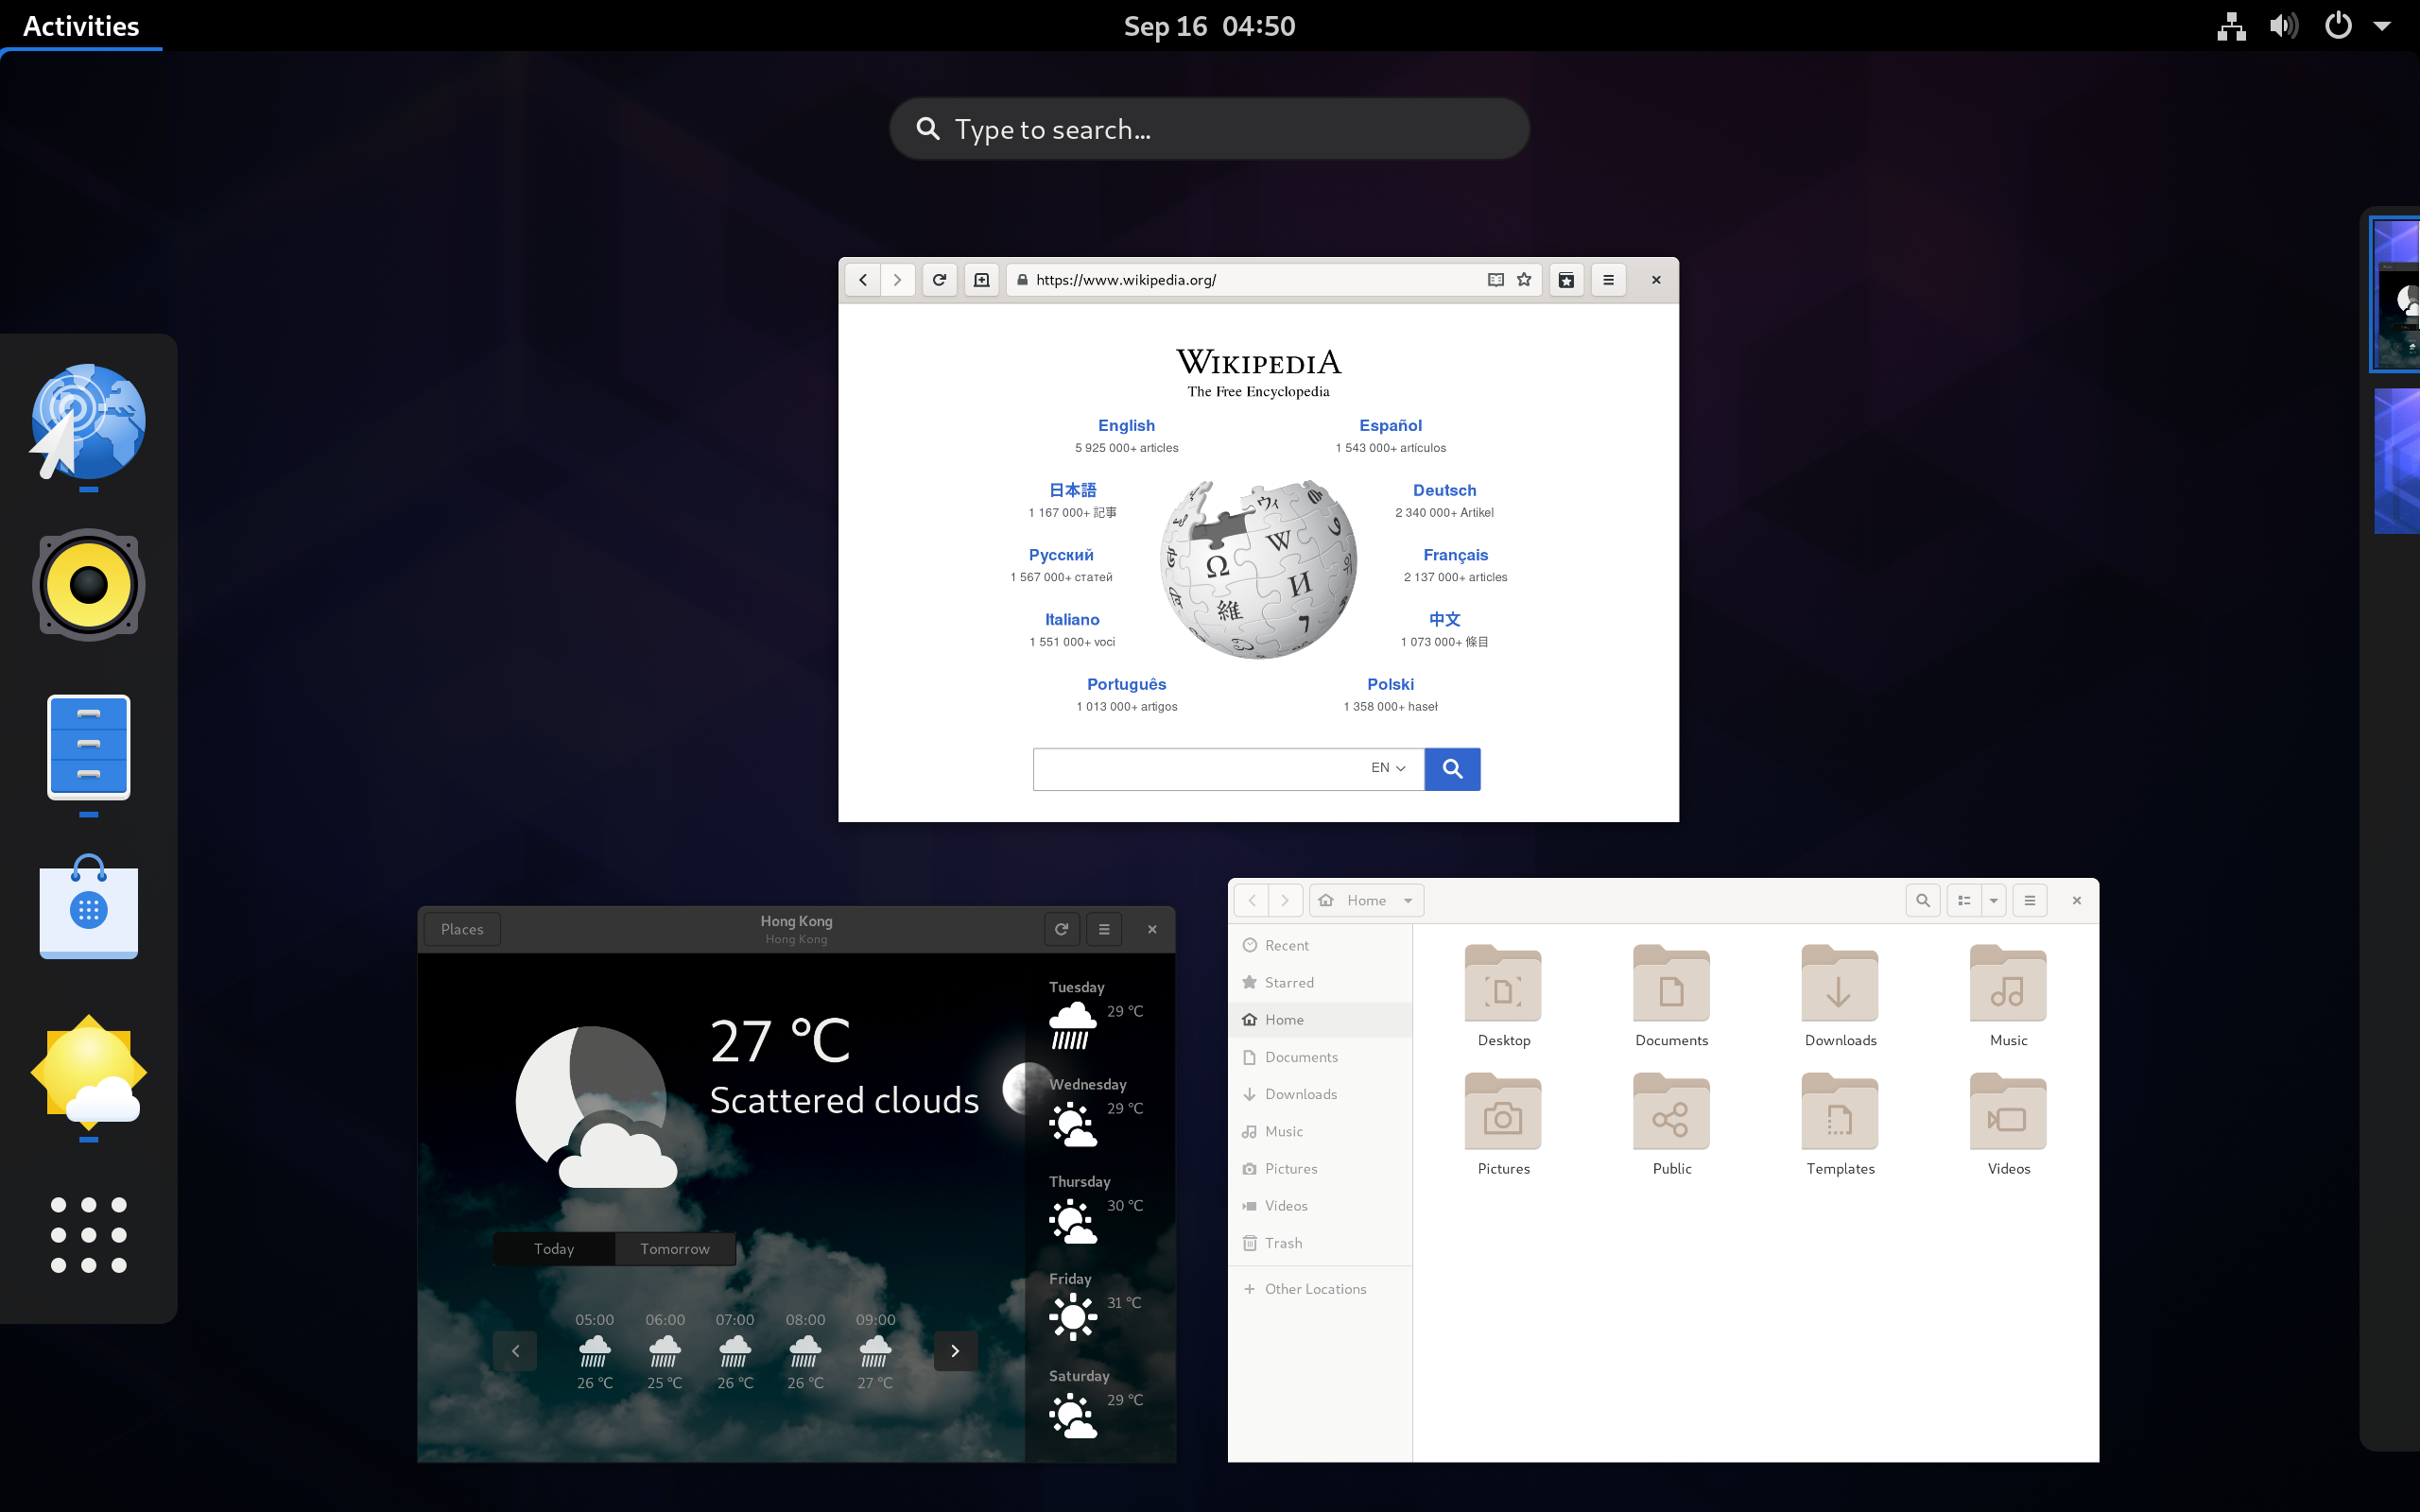 Activities
Sep 16 04:50
Type to search...
https://www.wikipedia.org/
WIKIPEDIA
The Free Encyclopedia
English
5 925 000+ articles
Español
1 543 000+ artículos
日本語
1 167 000+ 記事
Deutsch
2 340 000+ Artikel
Русский
1 567 000+ статей
Français
2 137 000+ articles
Italiano
1 551 000+ voci
中文
1 073 000+ 條目
Português
1 013 000+ artigos
Polski
1 358 000+ haseł
Ω
W
И
維
ウィ
EN
Places
Hong Kong
Hong Kong
27 °C
Scattered clouds
Today
Tomorrow
05:00 06:00 07:00 08:00 09:00
26 °C 25 °C 26 °C 26 °C 27 °C
Tuesday
29 °C
Wednesday
29 °C
Thursday
30 °C
Friday
31 °C
Saturday
29 °C
Home
Recent
Starred
Home
Documents
Downloads
Music
Pictures
Videos
Trash
Other Locations
Desktop Documents Downloads Music
Pictures Public Templates Videos